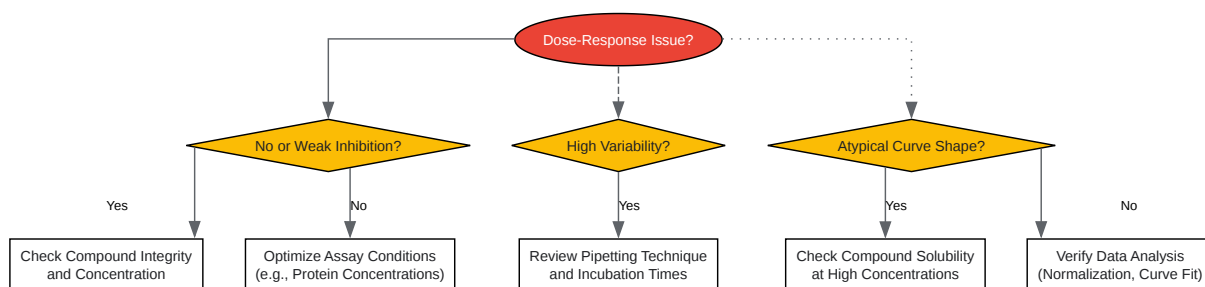 Dose-Response Issue?
No or Weak Inhibition?
High Variability?
Atypical Curve Shape?
Yes
No
Yes
Yes
No
Check Compound Integrity
and Concentration
Optimize Assay Conditions
(e.g., Protein Concentrations)
Review Pipetting Technique
and Incubation Times
Check Compound Solubility
at High Concentrations
Verify Data Analysis
(Normalization, Curve Fit)